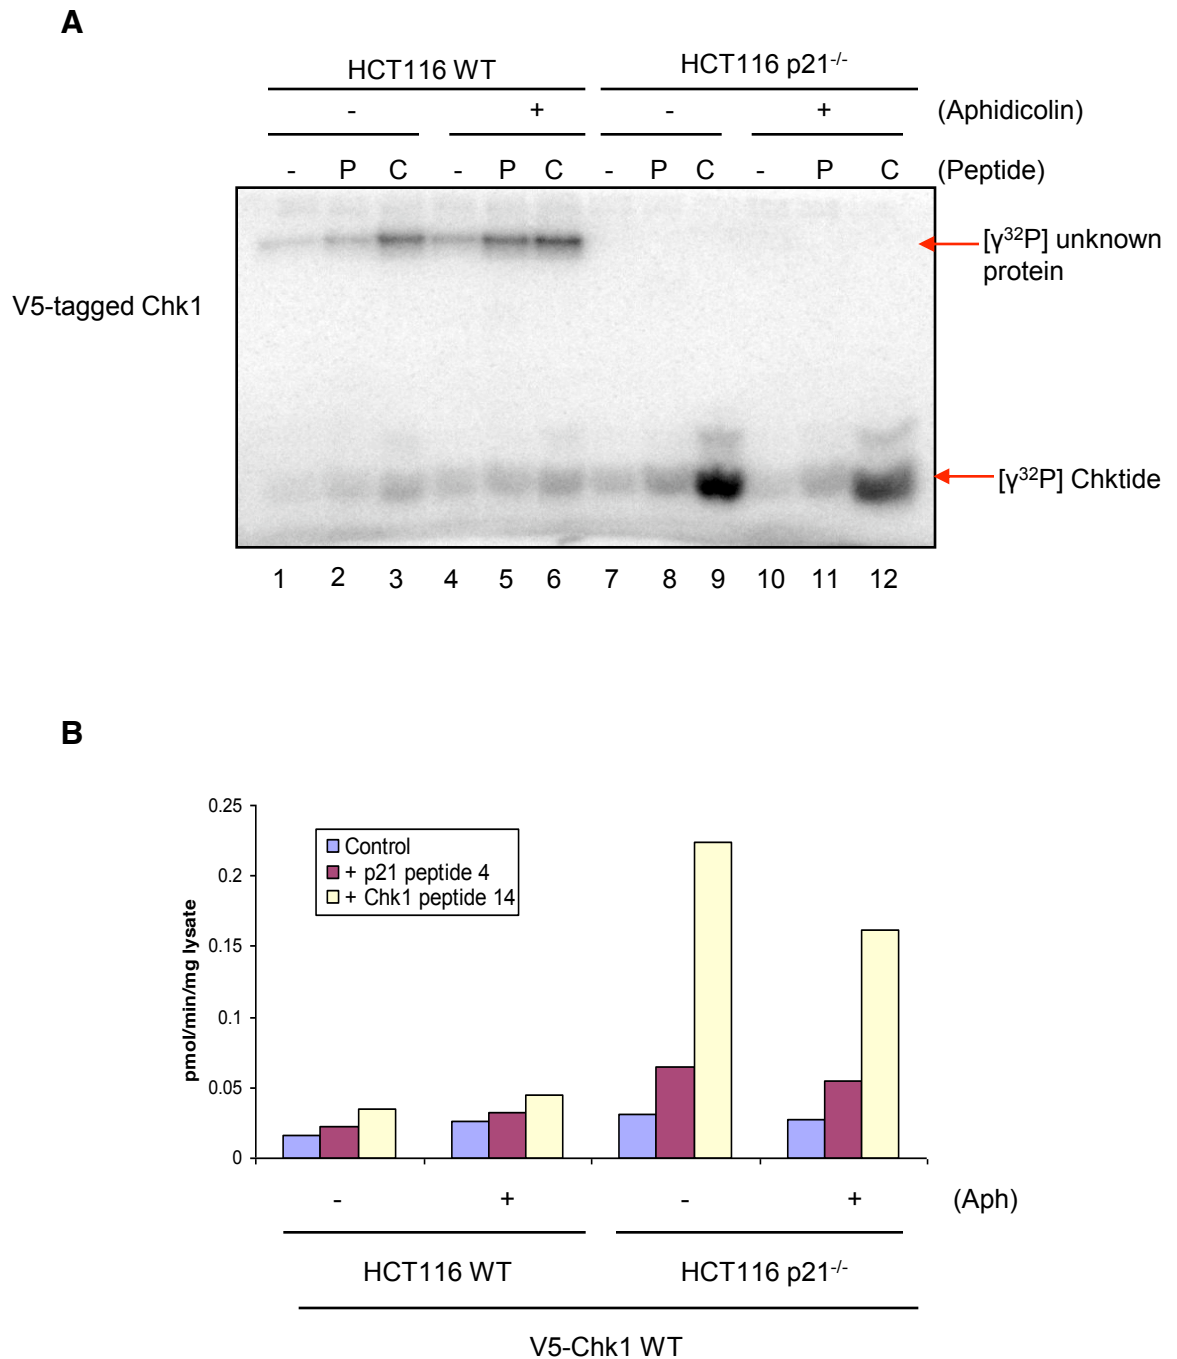 A
HCT116 WT
HCT116 p21-/-
- + - + (Aphidicolin)
- P C - P C - P C - P C (Peptide)
[γ32P] unknown
protein
V5-tagged Chk1
[γ32P] Chktide
1 2 3 4 5 6 7 8 9 10 11 12
B
0.25
0.2
0.15
0.1
0.05
0
pmol/min/mg lysate
Control
+ p21 peptide 4
+ Chk1 peptide 14
- + - + (Aph)
HCT116 WT
HCT116 p21-/-
V5-Chk1 WT